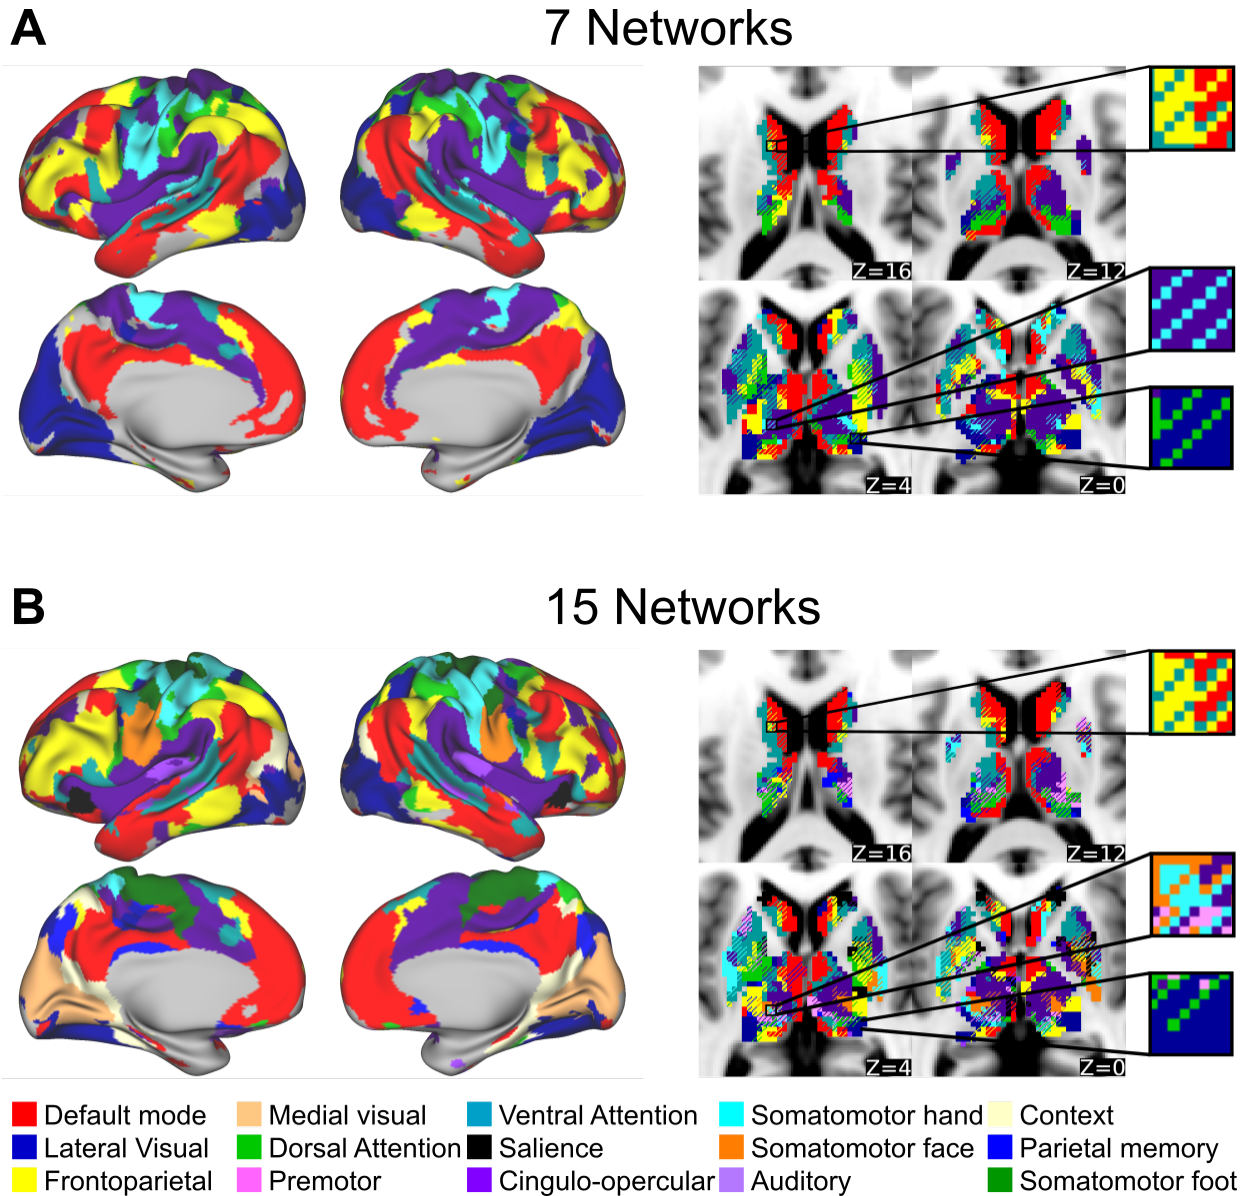 A 7 Networks
Z=16 Z=12
Z=4 Z=0
B 15 Networks
Z=16 Z=12
Z=4 Z=0
Default mode Medial visual Ventral Attention Somatomotor hand Context
Lateral Visual Dorsal Attention Salience Somatomotor face Parietal memory
Frontoparietal Premotor Cingulo-opercular Auditory Somatomotor foot